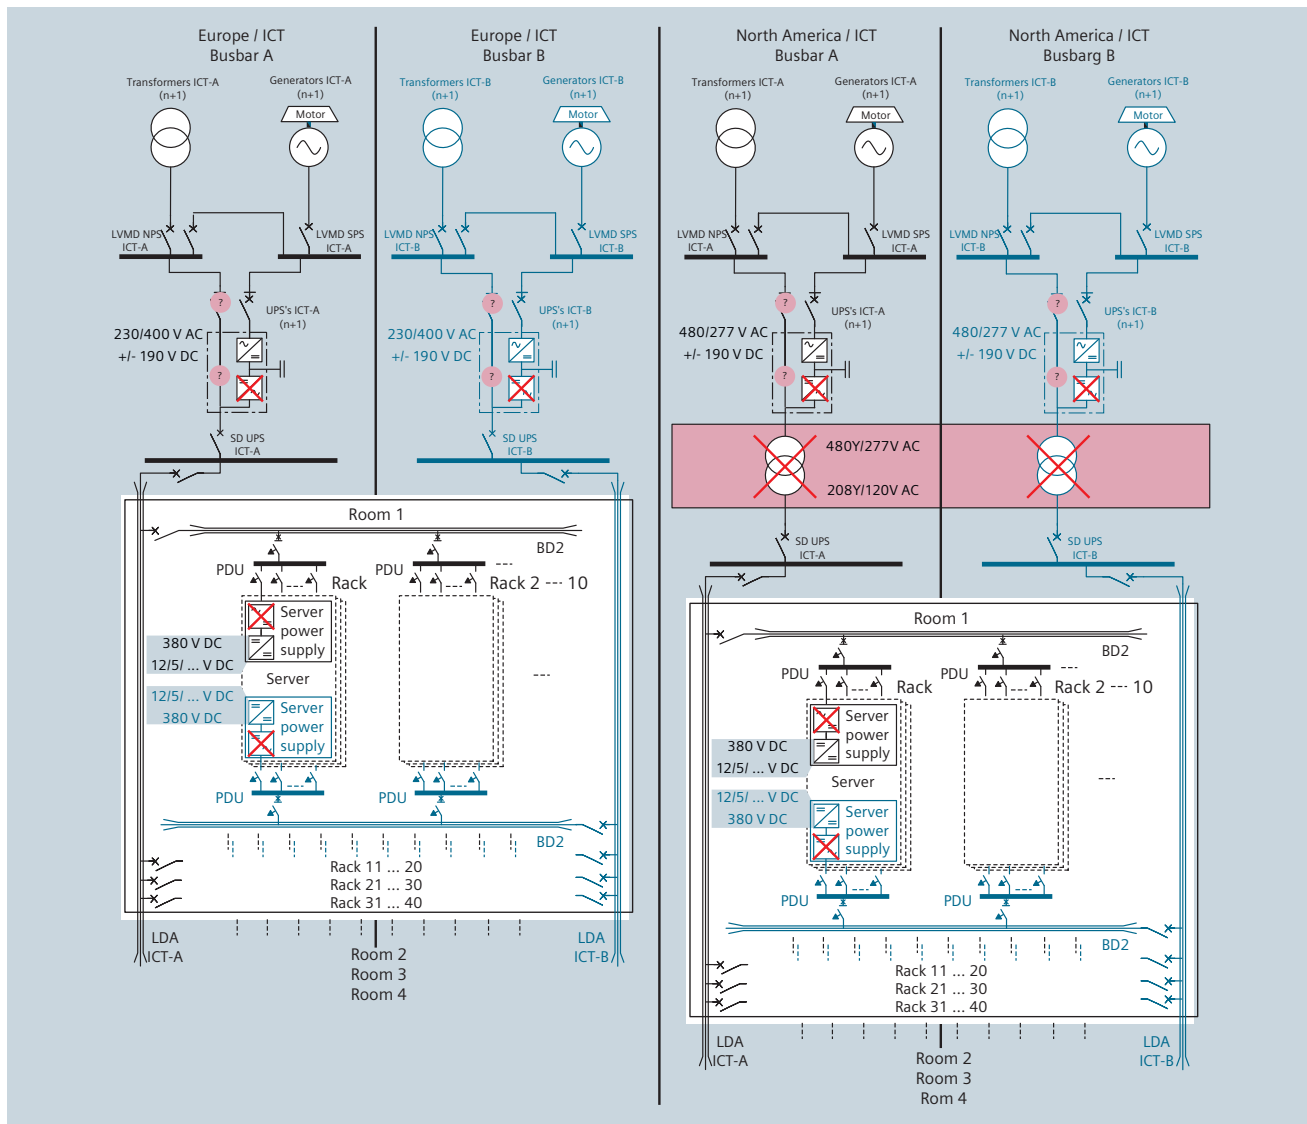 Europe / ICT
Busbar A
Transformers ICT-A
(n+1)
Generators ICT-A
(n+1)
Motor
LVMD NPS
ICT-A
LVMD SPS
ICT-A
?
UPS's ICT-A
(n+1)
230/400 V AC
+/- 190 V DC
?
SD UPS
ICT-A
Europe / ICT
Busbar B
Transformers ICT-B
(n+1)
Generators ICT-B
(n+1)
Motor
LVMD NPS
ICT-B
LVMD SPS
ICT-B
?
UPS's ICT-B
(n+1)
230/400 V AC
+/- 190 V DC
?
SD UPS
ICT-B
Room 1
BD2
PDU
Rack
PDU
Rack 2 --- 10
Server
power
supply
380 V DC
12/5/ ... V DC
Server
12/5/ ... V DC
380 V DC
Server
power
supply
PDU
PDU
BD2
Rack 11 ... 20
Rack 21 ... 30
Rack 31 ... 40
LDA
ICT-A
LDA
ICT-B
Room 2
Room 3
Room 4
North America / ICT
Busbar A
Transformers ICT-A
(n+1)
Generators ICT-A
(n+1)
Motor
LVMD NPS
ICT-A
LVMD SPS
ICT-A
?
UPS's ICT-A
(n+1)
480/277 V AC
+/- 190 V DC
?
North America / ICT
Busbarg B
Transformers ICT-B
(n+1)
Generators ICT-B
(n+1)
Motor
LVMD NPS
ICT-B
LVMD SPS
ICT-B
?
UPS's ICT-B
(n+1)
480/277 V AC
+/- 190 V DC
?
480Y/277V AC
208Y/120V AC
SD UPS
ICT-A
SD UPS
ICT-B
Room 1
BD2
PDU
Rack
PDU
Rack 2 --- 10
Server
power
supply
380 V DC
12/5/ ... V DC
Server
12/5/ ... V DC
380 V DC
Server
power
supply
PDU
PDU
BD2
Rack 11 ... 20
Rack 21 ... 30
Rack 31 ... 40
LDA
ICT-A
LDA
ICT-B
Room 2
Room 3
Rom 4